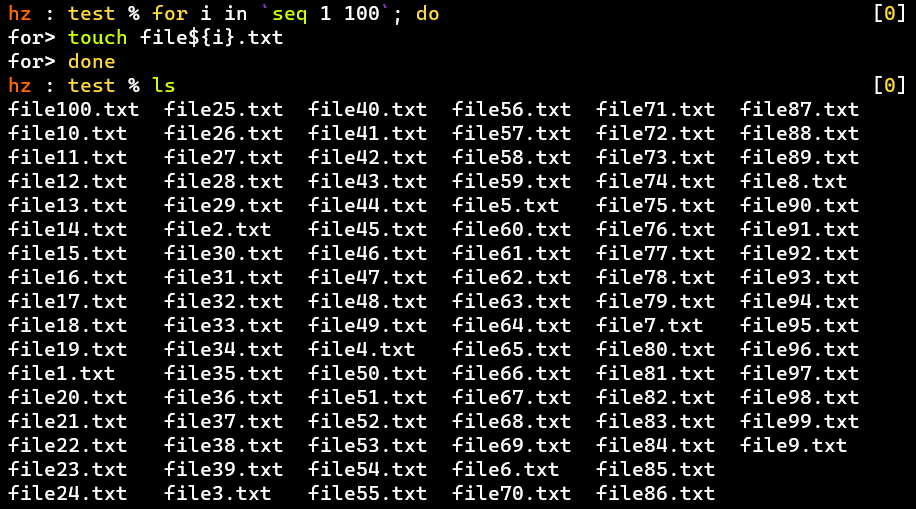 hz : test % for i in `seq 1 100`; do [0]
for> touch file${i}.txt
for> done
hz : test % ls [0]
file100.txt file25.txt file40.txt file56.txt file71.txt file87.txt
file10.txt file26.txt file41.txt file57.txt file72.txt file88.txt
file11.txt file27.txt file42.txt file58.txt file73.txt file89.txt
file12.txt file28.txt file43.txt file59.txt file74.txt file8.txt
file13.txt file29.txt file44.txt file5.txt file75.txt file90.txt
file14.txt file2.txt file45.txt file60.txt file76.txt file91.txt
file15.txt file30.txt file46.txt file61.txt file77.txt file92.txt
file16.txt file31.txt file47.txt file62.txt file78.txt file93.txt
file17.txt file32.txt file48.txt file63.txt file79.txt file94.txt
file18.txt file33.txt file49.txt file64.txt file7.txt file95.txt
file19.txt file34.txt file4.txt file65.txt file80.txt file96.txt
file1.txt file35.txt file50.txt file66.txt file81.txt file97.txt
file20.txt file36.txt file51.txt file67.txt file82.txt file98.txt
file21.txt file37.txt file52.txt file68.txt file83.txt file99.txt
file22.txt file38.txt file53.txt file69.txt file84.txt file9.txt
file23.txt file39.txt file54.txt file6.txt file85.txt
file24.txt file3.txt file55.txt file70.txt file86.txt